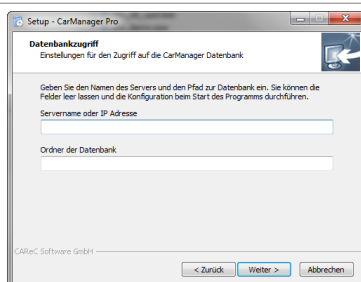 Setup - CarManager Pro
Datenbankzugriff
Einstellungen für den Zugriff auf die CarManager Datenbank
Geben Sie den Namen des Servers und den Pfad zur Datenbank ein. Sie können die
Felder leer lassen und die Konfiguration beim Start des Programms durchführen.
Servername oder IP Adresse
Ordner der Datenbank
CAReC Software GmbH
< Zurück
Weiter >
Abbrechen